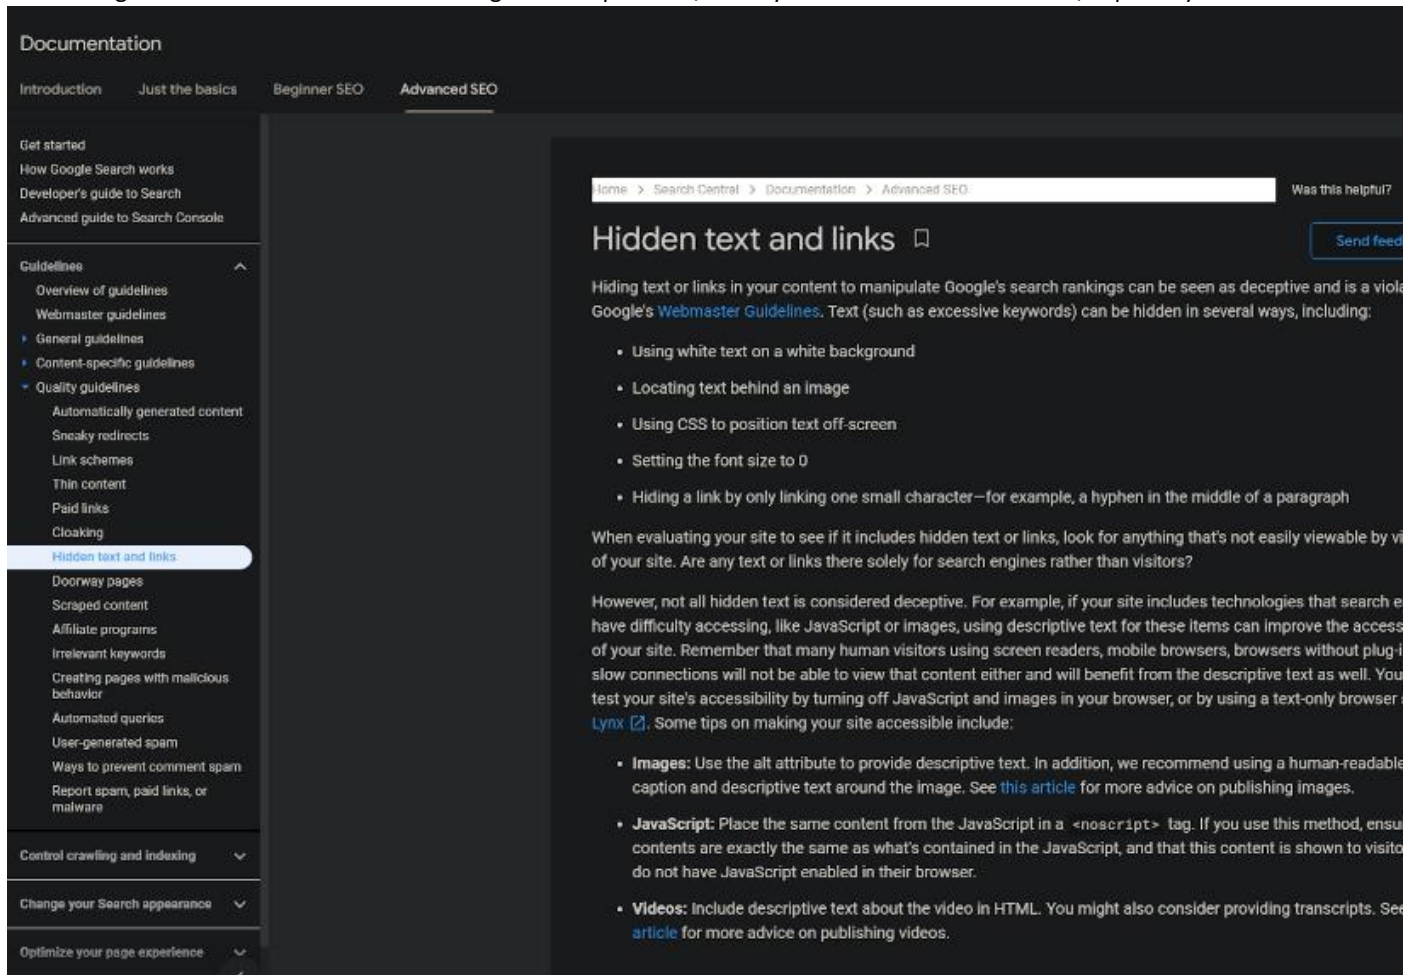 Documentation
Introduction Just the basics Beginner SEO Advanced SEO
Get started
How Google Search works
Developer's guide to Search
Advanced guide to Search Console
Guidelines
Overview of guidelines
Webmaster guidelines
General guidelines
Content-specific guidelines
Quality guidelines
Automatically generated content
Sneaky redirects
Link schemes
Thin content
Paid links
Cloaking
Hidden text and links
Doorway pages
Scraped content
Affiliate programs
Irrelevant keywords
Creating pages with malicious
behavior
Automated queries
User-generated spam
Ways to prevent comment spam
Report spam, paid links, or
malware
Control crawling and indexing
Change your Search appearance
Optimize your page experience
Home > Search Central > Documentation > Advanced SEO
Was this helpful?
Hidden text and links
Send feed
Hiding text or links in your content to manipulate Google's search rankings can be seen as deceptive and is a viola
Google's Webmaster Guidelines. Text (such as excessive keywords) can be hidden in several ways, including:
• Using white text on a white background
• Locating text behind an image
• Using CSS to position text off-screen
• Setting the font size to 0
• Hiding a link by only linking one small character—for example, a hyphen in the middle of a paragraph
When evaluating your site to see if it includes hidden text or links, look for anything that's not easily viewable by vi
of your site. Are any text or links there solely for search engines rather than visitors?
However, not all hidden text is considered deceptive. For example, if your site includes technologies that search e
have difficulty accessing, like JavaScript or images, using descriptive text for these items can improve the access
of your site. Remember that many human visitors using screen readers, mobile browsers, browsers without plug-i
slow connections will not be able to view that content either and will benefit from the descriptive text as well. You
test your site's accessibility by turning off JavaScript and images in your browser, or by using a text-only browser
Lynx. Some tips on making your site accessible include:
• Images: Use the alt attribute to provide descriptive text. In addition, we recommend using a human-readable
caption and descriptive text around the image. See this article for more advice on publishing images.
• JavaScript: Place the same content from the JavaScript in a <noscript> tag. If you use this method, ensu
contents are exactly the same as what's contained in the JavaScript, and that this content is shown to visito
do not have JavaScript enabled in their browser.
• Videos: Include descriptive text about the video in HTML. You might also consider providing transcripts. See
article for more advice on publishing videos.